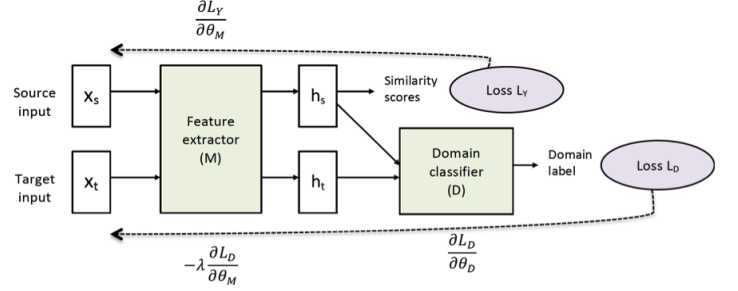 ∂L_Y
∂θ_M
Source
input
X_s
Feature
extractor
(M)
h_s
Similarity
scores
Loss L_Y
Target
input
X_t
h_t
Domain
classifier
(D)
Domain
label
Loss L_D
−λ ∂L_D
∂θ_M
∂L_D
∂θ_D